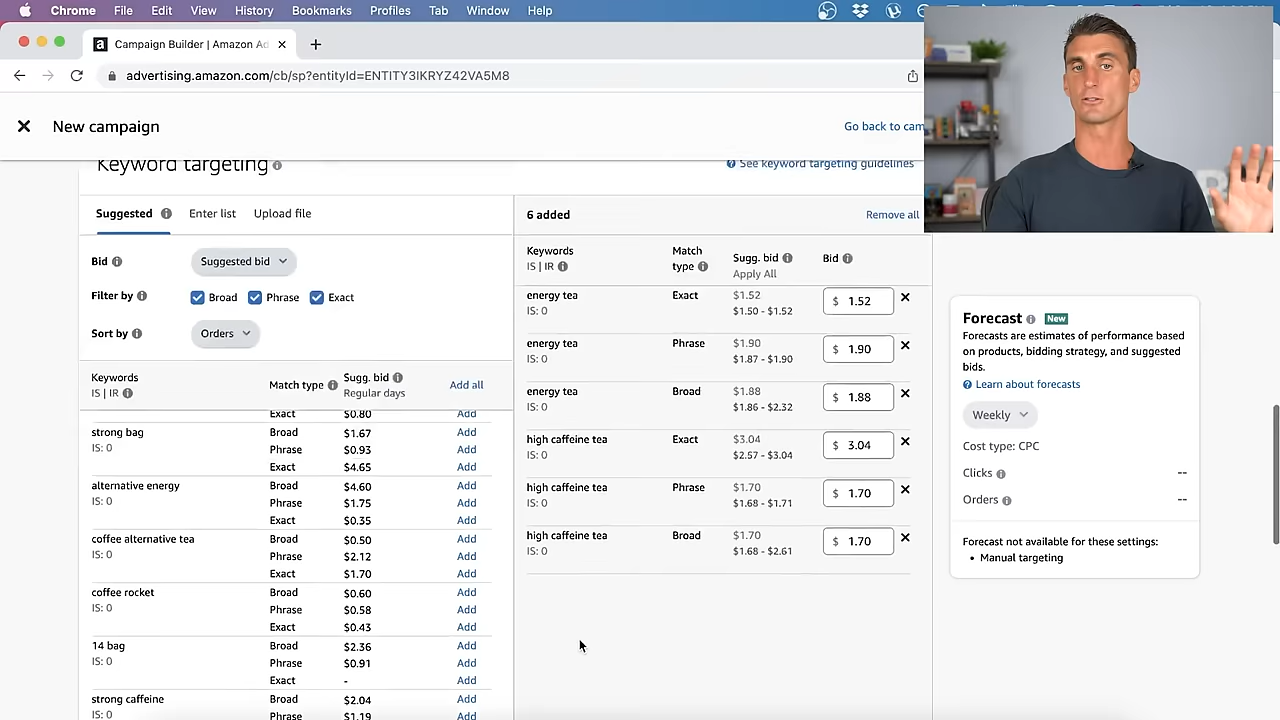 Chrome File Edit View History Bookmarks Profiles Tab Window Help
Campaign Builder | Amazon Ad
advertising.amazon.com/cb/sp?entityId=ENTITY3IKRYZ42VA5M8
New campaign
Go back to cam
Keyword targeting
See keyword targeting guidelines
Suggested Enter list Upload file
Bid Suggested bid
Filter by Broad Phrase Exact
Sort by Orders
Keywords
IS | IR
Match type
Sugg. bid
Regular days
Add all
Exact $0.80 Add
strong bag Broad $1.67 Add
IS: 0 Phrase $0.93 Add
Exact $4.65 Add
alternative energy Broad $4.60 Add
IS: 0 Phrase $1.75 Add
Exact $0.35 Add
coffee alternative tea Broad $0.50 Add
IS: 0 Phrase $2.12 Add
Exact $1.70 Add
coffee rocket Broad $0.60 Add
IS: 0 Phrase $0.58 Add
Exact $0.43 Add
14 bag Broad $2.36 Add
IS: 0 Phrase $0.91 Add
Exact - Add
strong caffeine Broad $2.04 Add
IS: 0 Phrase $1.19 Add
6 added Remove all
Keywords
IS | IR
Match
type
Sugg. bid
Apply All
Bid
energy tea Exact $1.52 $ 1.52
IS: 0 $1.50 - $1.52
energy tea Phrase $1.90 $ 1.90
IS: 0 $1.87 - $1.90
energy tea Broad $1.88 $ 1.88
IS: 0 $1.86 - $2.32
high caffeine tea Exact $3.04 $ 3.04
IS: 0 $2.57 - $3.04
high caffeine tea Phrase $1.70 $ 1.70
IS: 0 $1.68 - $1.71
high caffeine tea Broad $1.70 $ 1.70
IS: 0 $1.68 - $2.61
Forecast New
Forecasts are estimates of performance based
on products, bidding strategy, and suggested
bids.
Learn about forecasts
Weekly
Cost type: CPC
Clicks --
Orders --
Forecast not available for these settings:
• Manual targeting